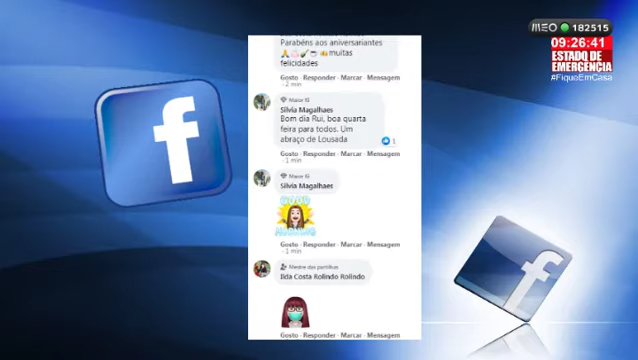 MEO 182515
09:26:41
ESTADO DE
EMERGÊNCIA
#FiqueEmCasa
Parabéns aos aniversariantes
muitas
felicidades
Gosto · Responder · Marcar · Mensagem
· 2 min
Maior fã
Silvia Magalhaes
Bom dia Rui, boa quarta
feira para todos. Um
abraço de Lousada
1
Gosto · Responder · Marcar · Mensagem
· 1 min
Maior fã
Silvia Magalhaes
GOOD
MORNING
Gosto · Responder · Marcar · Mensagem
· 1 min
Mestre das partilhas
Ilda Costa Rolindo Rolindo
Gosto · Responder · Marcar · Mensagem